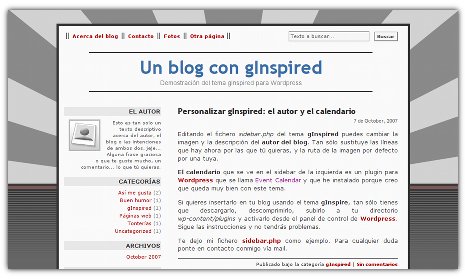 || Acerca del blog || Contacto || Fotos || Otra página ||
Texto a buscar...
Buscar
Un blog con gInspired
Demostración del tema gInspired para Wordpress
EL AUTOR
Esto es tan solo un
texto descriptivo
acerca del autor, el
blog o las intenciones
de ambos dos, jeje...
Alguna frase graciosa
o que te guste mucho, un
comentario... lo que tú quieras.
CATEGORÍAS
Así me gusta (2)
Buen humor (1)
gInspired (1)
Páginas web (1)
Tonterías (1)
Uncategorized (1)
ARCHIVOS
October 2007
Personalizar gInspired: el autor y el calendario
7 de October, 2007
Editando el fichero sidebar.php del tema gInspired puedes cambiar la
imagen y la descripción del autor del blog. Tan sólo sustituye las líneas
que hay ahora por las que tú quieras, y la ruta de la imagen por defecto
por una tuya.
El calendario que se ve en el sidebar de la izquierda es un plugin para
Wordpress que se llama Event Calendar y que he instalado porque creo
que queda muy bien con este tema.
Si quieres insertarlo en tu blog usando el tema gInspire, tan sólo tienes
que descargarlo, descomprimirlo, subirlo a tu directorio
wp-content/plugins y activarlo desde el panel de control de Wordpress.
Sigue las instrucciones y no tendrás problemas.
Te dejo mi fichero sidebar.php como ejemplo. Para cualquier duda
ponte en contacto conmigo vía mail.
Publicado bajo la categoría gInspired | Sin comentarios